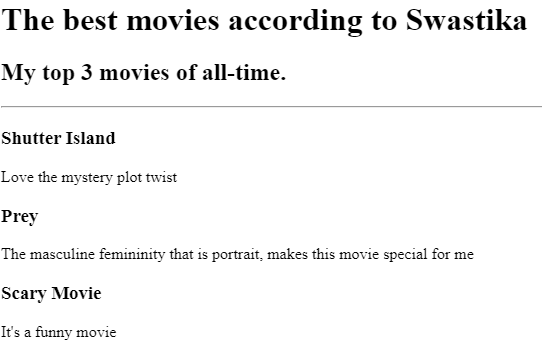 The best movies according to Swastika
My top 3 movies of all-time.
Shutter Island
Love the mystery plot twist
Prey
The masculine femininity that is portrait, makes this movie special for me
Scary Movie
It's a funny movie